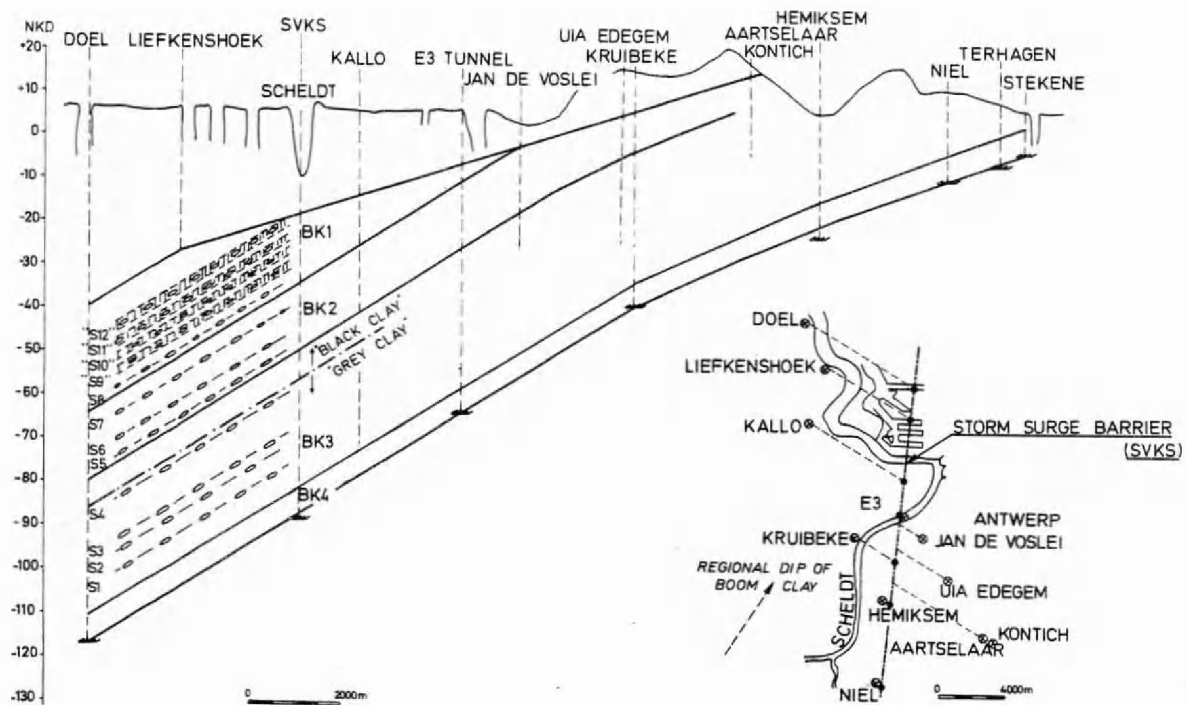 NKD
+20
+10
0
-10
-20
-30
-40
-50
-60
-70
-80
-90
-100
-110
-120
-130
DOEL
LIEFKENSHOEK
SVKS
SCHELDT
KALLO
E3 TUNNEL
JAN DE VOSLEI
UIA EDEGEM
KRUIBEKE
HEMIKSEM
AARTSELAAR
KONTICH
NIEL
TERHAGEN
STEKENE
BK1
BK2
BK3
BK4
"BLACK CLAY"
"GREY CLAY"
"S12"
"S11"
"S10"
"S9"
S8
S7
S6
S5
S4
S3
S2
S1
0 2000m
DOEL
LIEFKENSHOEK
KALLO
STORM SURGE BARRIER
(SVKS)
E3
ANTWERP
KRUIBEKE
JAN DE VOSLEI
REGIONAL DIP OF
BOOM CLAY
SCHELDT
UIA EDEGEM
HEMIKSEM
KONTICH
AARTSELAAR
NIEL
0 4000m